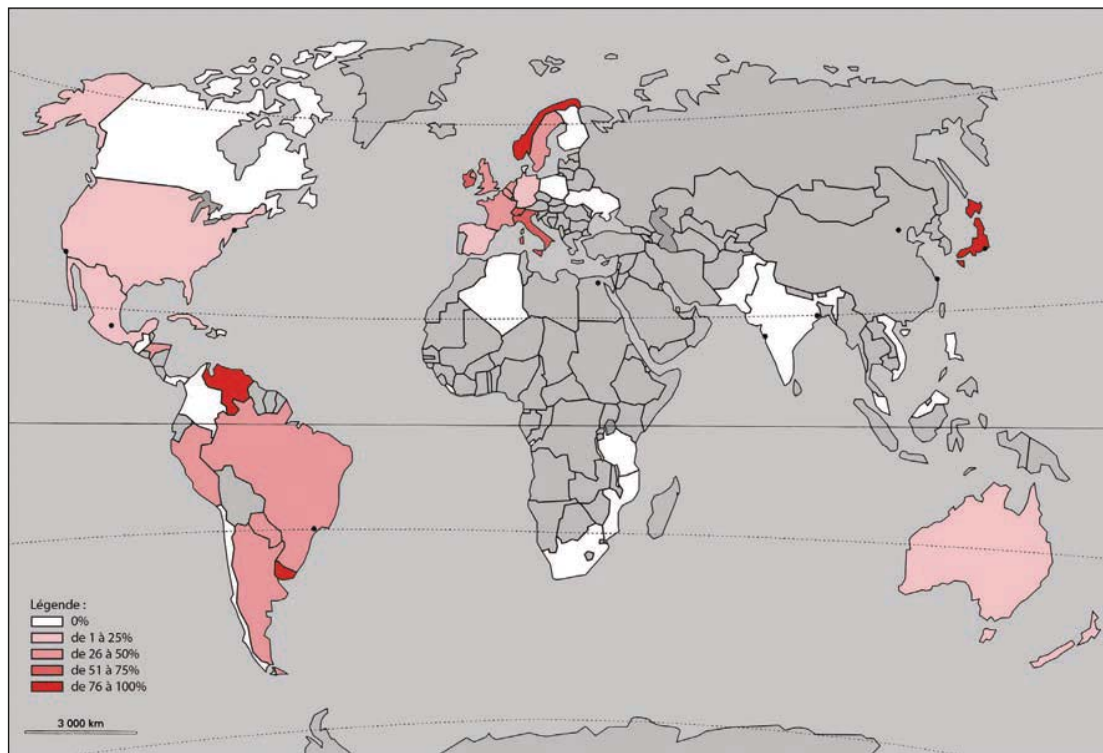 Légende :
0%
de 1 à 25%
de 26 à 50%
de 51 à 75%
de 76 à 100%
3 000 km